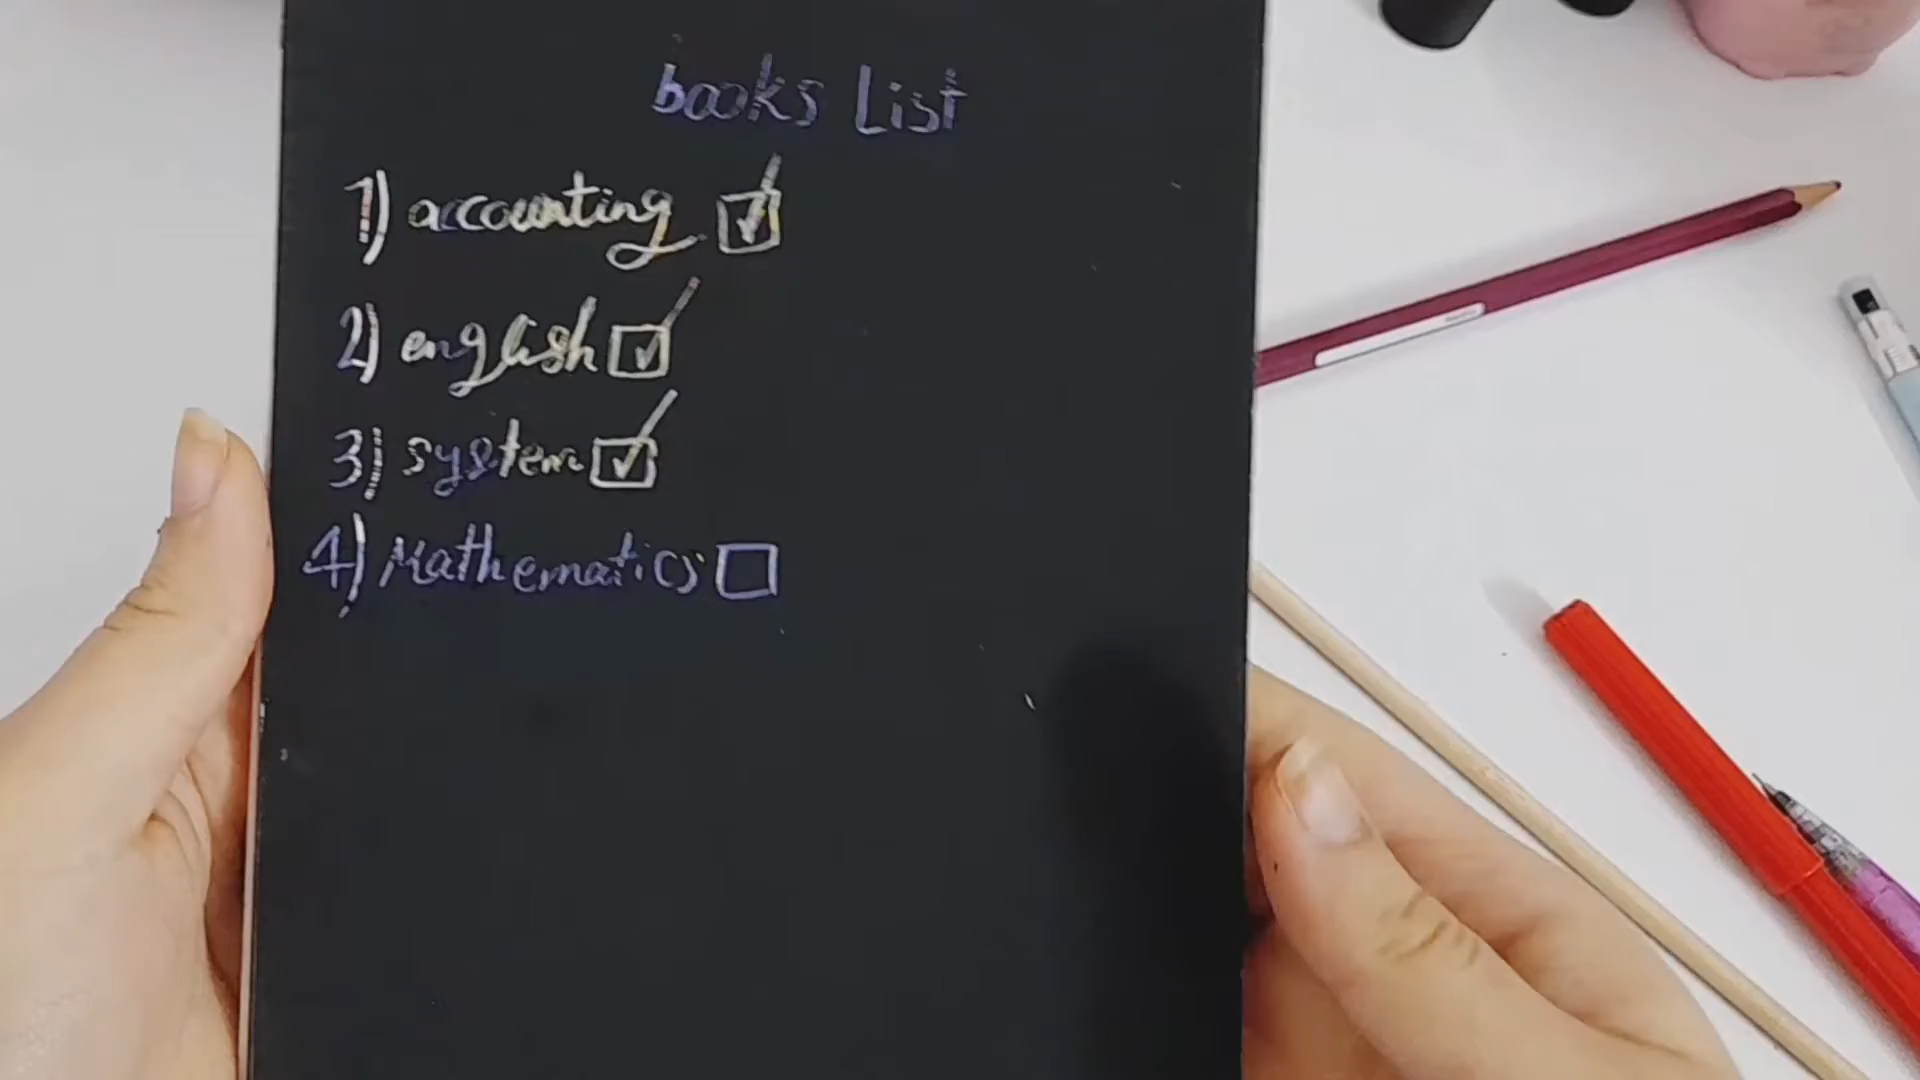 books List
1) accounting ☑
2) english ☑
3) system ☑
4) Mathematics ☐